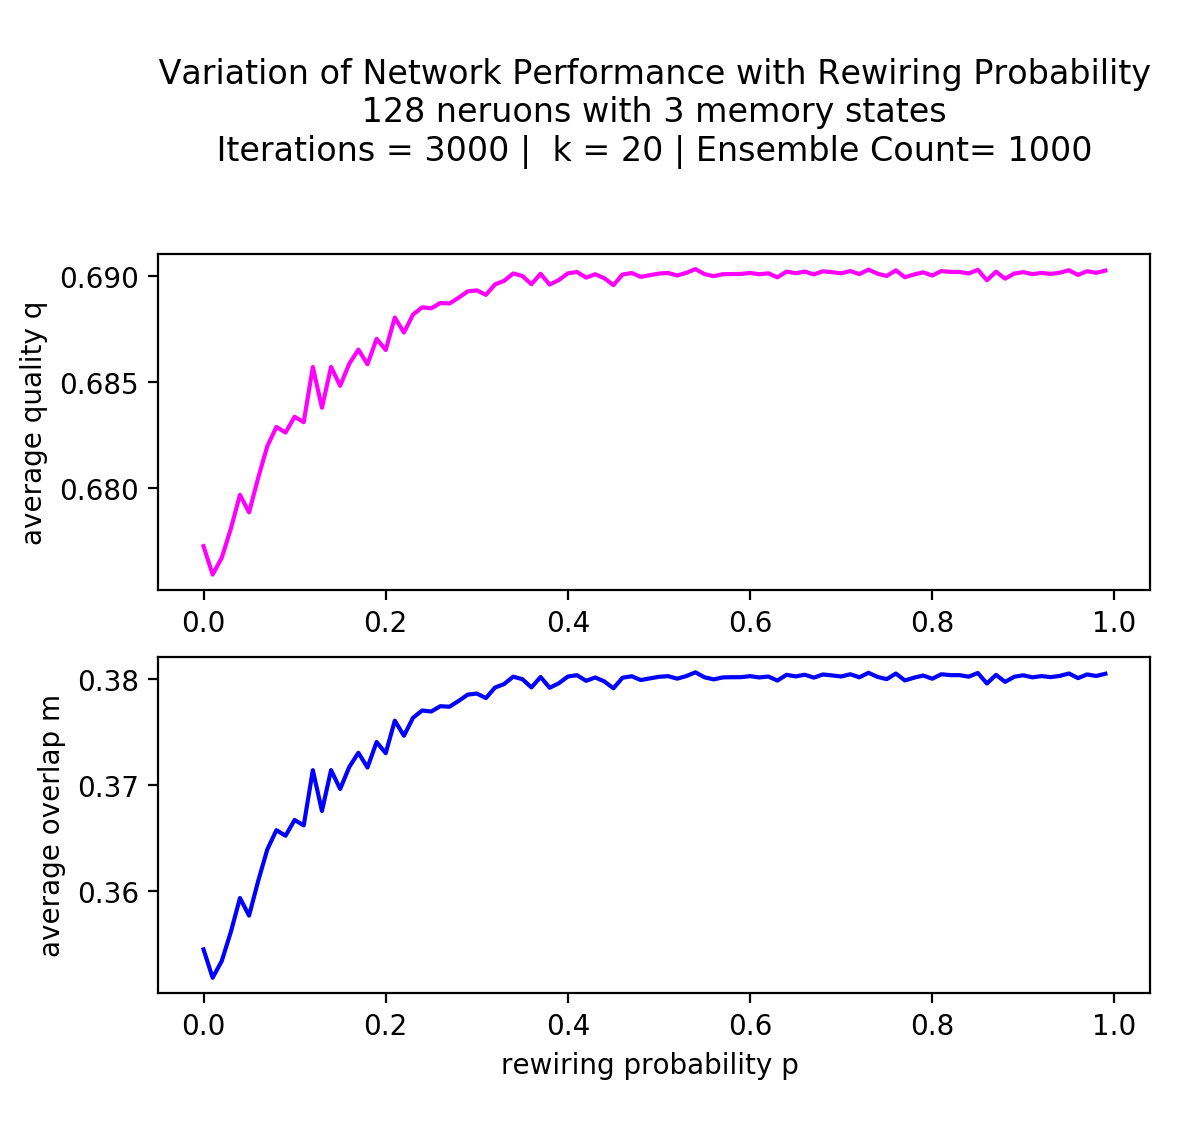 Variation of Network Performance with Rewiring Probability
128 neruons with 3 memory states
Iterations = 3000 |  k = 20 | Ensemble Count= 1000
average quality q
0.690
0.685
0.680
0.0 0.2 0.4 0.6 0.8 1.0
average overlap m
0.38
0.37
0.36
0.0 0.2 0.4 0.6 0.8 1.0
rewiring probability p